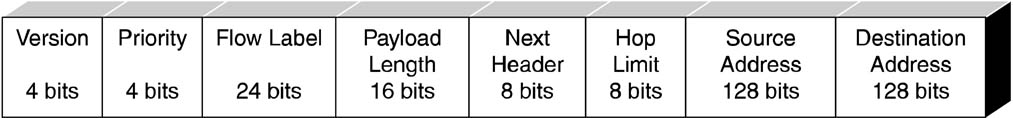 Version
4 bits
Priority
4 bits
Flow Label
24 bits
Payload
Length
16 bits
Next
Header
8 bits
Hop
Limit
8 bits
Source
Address
128 bits
Destination
Address
128 bits